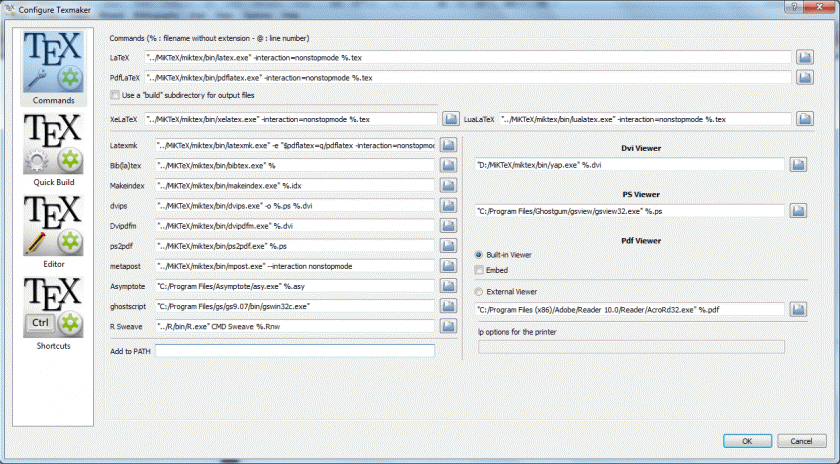 Configure Texmaker
TEX
Commands
TEX
Quick Build
TEX
Editor
TEX
Ctrl
Shortcuts
Commands (% : filename without extension - @ : line number)
LaTeX "../MiKTeX/miktex/bin/latex.exe" -interaction=nonstopmode %.tex
PdfLaTeX "../MiKTeX/miktex/bin/pdflatex.exe" -interaction=nonstopmode %.tex
Use a "build" subdirectory for output files
XeLaTeX "../MiKTeX/miktex/bin/xelatex.exe" -interaction=nonstopmode %.tex
LuaLaTeX "../MiKTeX/miktex/bin/lualatex.exe" -interaction=nonstopmode %.tex
Latexmk "../MiKTeX/miktex/bin/latexmk.exe" -e "$pdflatex=q/pdflatex -interaction=nonstopmoc
Bib(la)tex "../MiKTeX/miktex/bin/bibtex.exe" %
Makeindex "../MiKTeX/miktex/bin/makeindex.exe" %.idx
dvips "../MiKTeX/miktex/bin/dvips.exe" -o %.ps %.dvi
Dvipdfm "../MiKTeX/miktex/bin/dvipdfm.exe" %.dvi
ps2pdf "../MiKTeX/miktex/bin/ps2pdf.exe" %.ps
metapost "../MiKTeX/miktex/bin/mpost.exe" --interaction nonstopmode
Asymptote "C:/Program Files/Asymptote/asy.exe" %.asy
ghostscript "C:/Program Files/gs/gs9.07/bin/gswin32c.exe"
R Sweave "../R/bin/R.exe" CMD Sweave %.Rnw
Add to PATH
Dvi Viewer
"D:/MiKTeX/miktex/bin/yap.exe" %.dvi
PS Viewer
"C:/Program Files/Ghostgum/gsview/gsview32.exe" %.ps
Pdf Viewer
Built-in Viewer
Embed
External Viewer
"C:/Program Files (x86)/Adobe/Reader 10.0/Reader/AcroRd32.exe" %.pdf
lp options for the printer
OK
Cancel